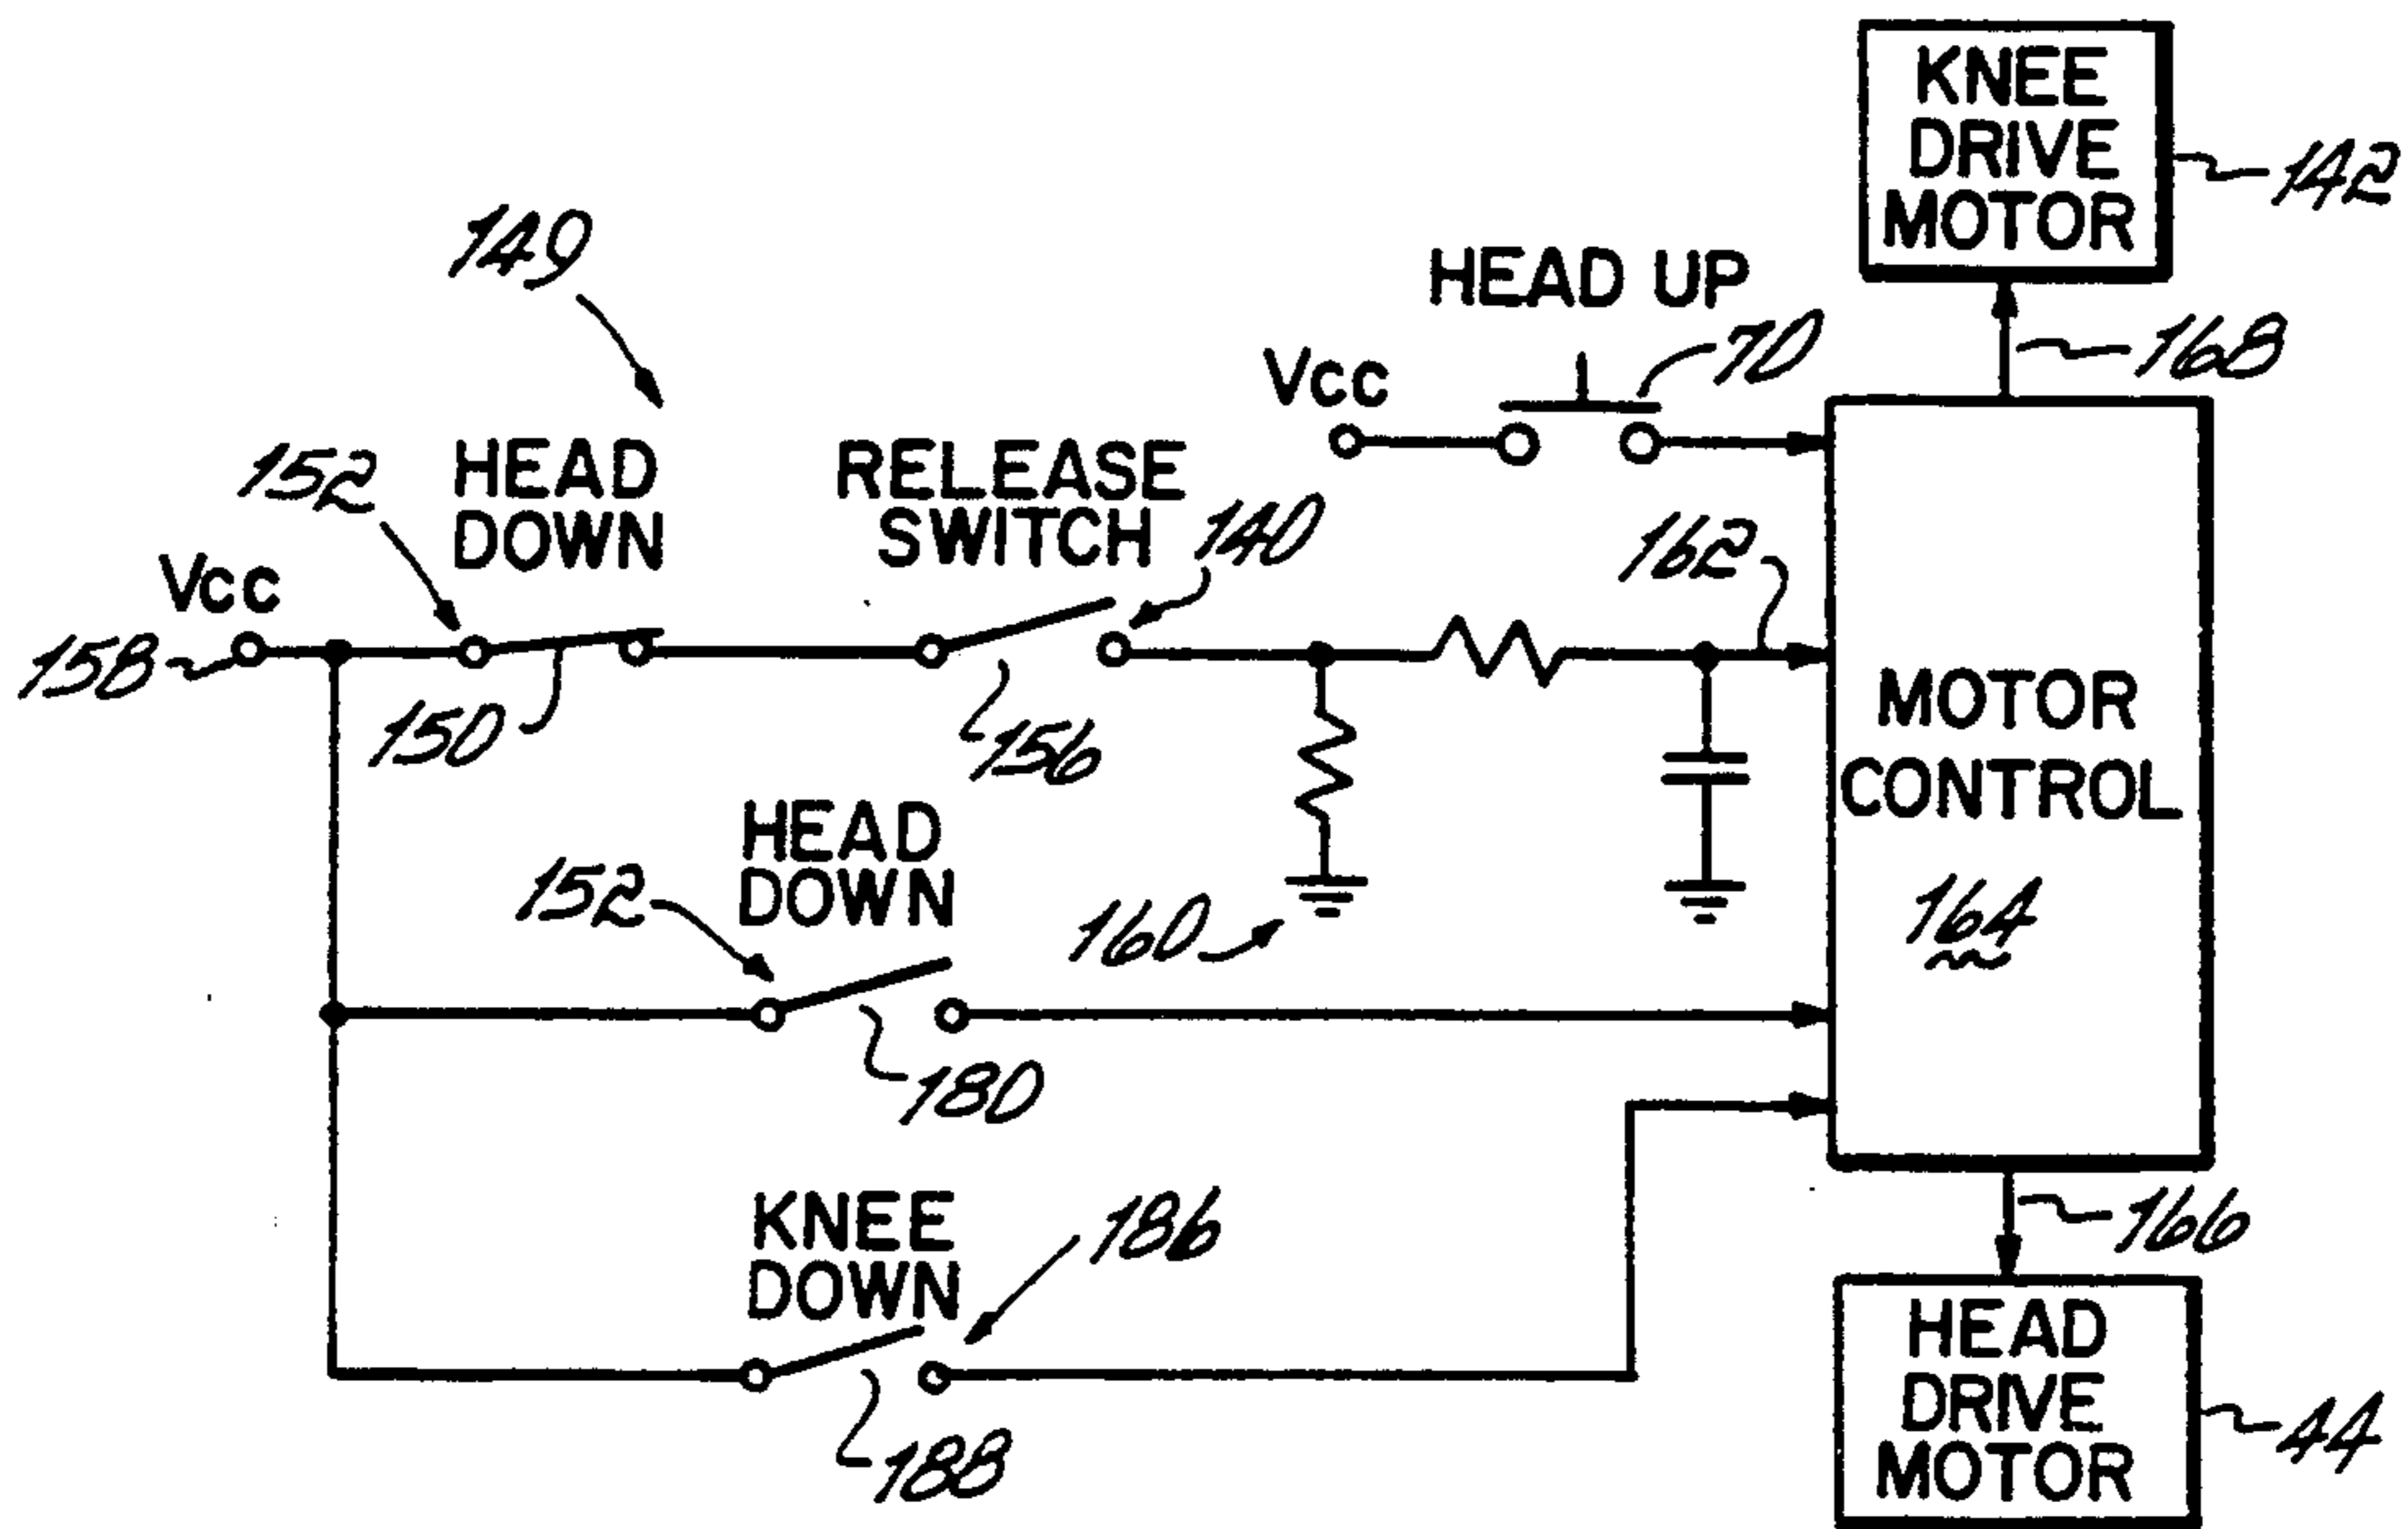 KNEE
DRIVE
MOTOR
142
149
HEAD UP
Vcc
70
168
152
HEAD
DOWN
RELEASE
SWITCH
140
162
Vcc
158
150
156
MOTOR
CONTROL
164
HEAD
DOWN
152
160
180
KNEE
DOWN
186
166
188
HEAD
DRIVE
MOTOR
44